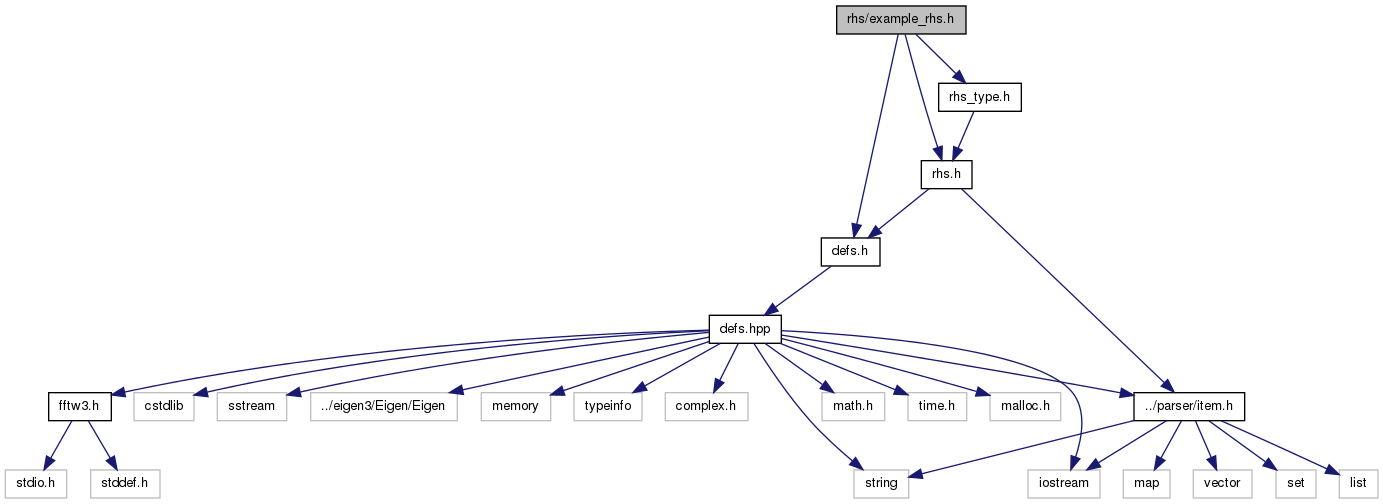 rhs/example_rhs.h
rhs_type.h
rhs.h
defs.h
defs.hpp
fftw3.h
cstdlib
sstream
../eigen3/Eigen/Eigen
memory
typeinfo
complex.h
math.h
time.h
malloc.h
../parser/item.h
stdio.h
stddef.h
string
iostream
map
vector
set
list